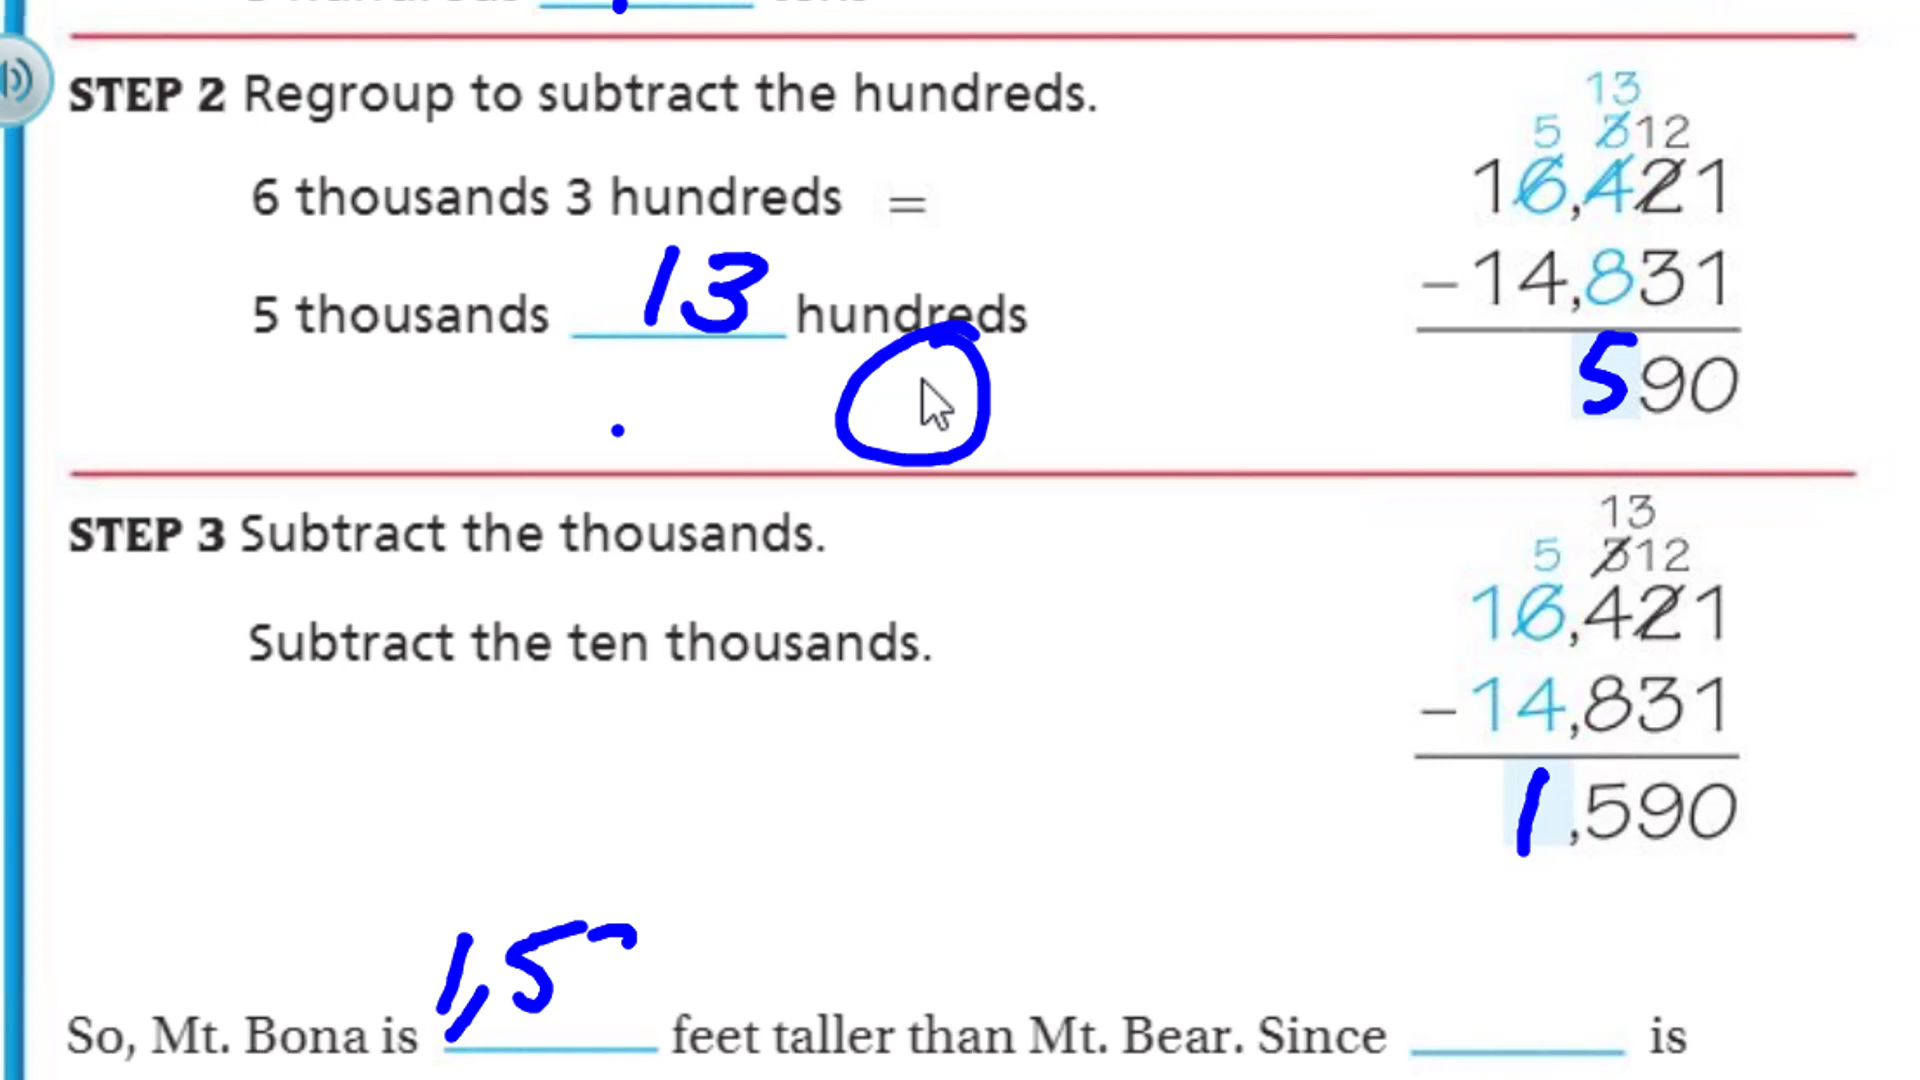 STEP 2 Regroup to subtract the hundreds.
6 thousands 3 hundreds =
5 thousands 13 hundreds
13
5 3 12
16,421
-14,831
590
STEP 3 Subtract the thousands.
Subtract the ten thousands.
13
5 3 12
16,421
-14,831
1,590
So, Mt. Bona is 1,5 feet taller than Mt. Bear. Since ____ is